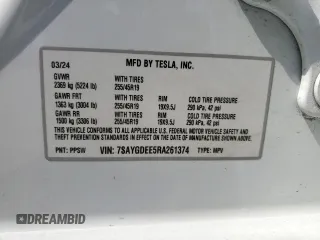 03/24 MFD BY TESLA, INC.
GVWR WITH TIRES
2369 kg (5224 lb) 255/45R19
GAWR FRT WITH TIRES RIM COLD TIRE PRESSURE
1363 kg (3004 lb) 255/45R19 19X9.5J 290 kPa, 42 psi
GAWR RR WITH TIRES RIM COLD TIRE PRESSURE
1500 kg (3306 lb) 255/45R19 19X9.5J 290 kPa, 42 psi
THIS VEHICLE CONFORMS TO ALL APPLICABLE U.S. FEDERAL MOTOR VEHICLE
SAFETY, BUMPER, AND THEFT PREVENTION STANDARDS IN EFFECT ON THE DATE OF
MANUFACTURE SHOWN ABOVE.
PNT: PPSW VIN: 7SAYGDEE5RA261374 TYPE: MPV
DREAMBID